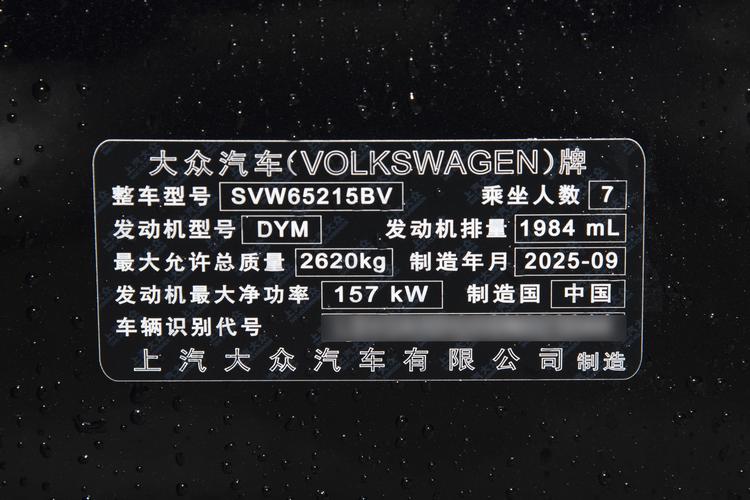 大众汽车(VOLKSWAGEN)牌
整车型号 SVW65215BV 乘坐人数 7
发动机型号 DYM 发动机排量 1984 mL
最大允许总质量 2620kg 制造年月 2025-09
发动机最大净功率 157 kW 制造国 中国
车辆识别代号
上汽大众汽车有限公司 制造